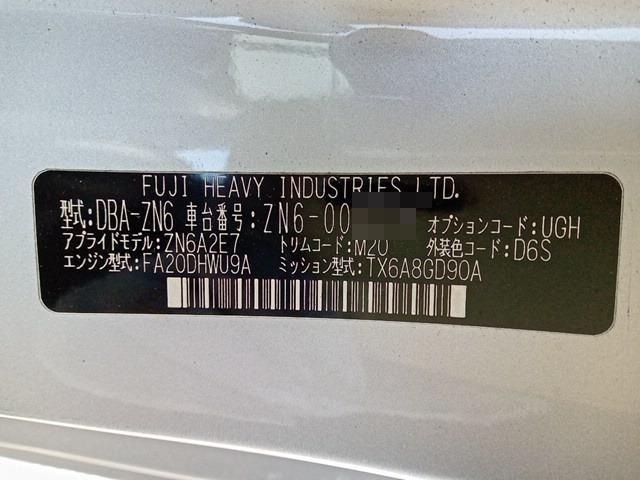 FUJI HEAVY INDUSTRIES LTD.
型式:DBA-ZN6 車台番号:ZN6-00 オプションコード:UGH
アプライドモデル:ZN6A2E7 トリムコード:M20 外装色コード:D6S
エンジン型式:FA20DHWU9A ミッション型式:TX6A8GD90A